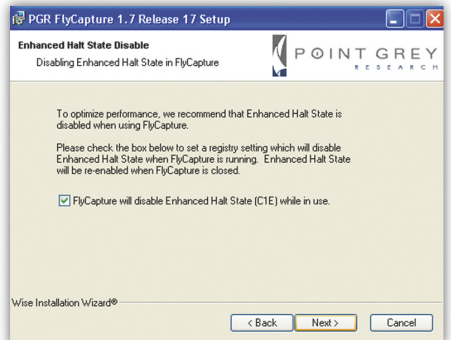 PGR FlyCapture 1.7 Release 17 Setup
Enhanced Halt State Disable
Disabling Enhanced Halt State in FlyCapture
POINT GREY
RESEARCH
To optimize performance, we recommend that Enhanced Halt State is
disabled when using FlyCapture.
Please check the box below to set a registry setting which will disable
Enhanced Halt State when FlyCapture is running. Enhanced Halt State
will be re-enabled when FlyCapture is closed.
FlyCapture will disable Enhanced Halt State (C1E) while in use.
Wise Installation Wizard®
< Back Next > Cancel